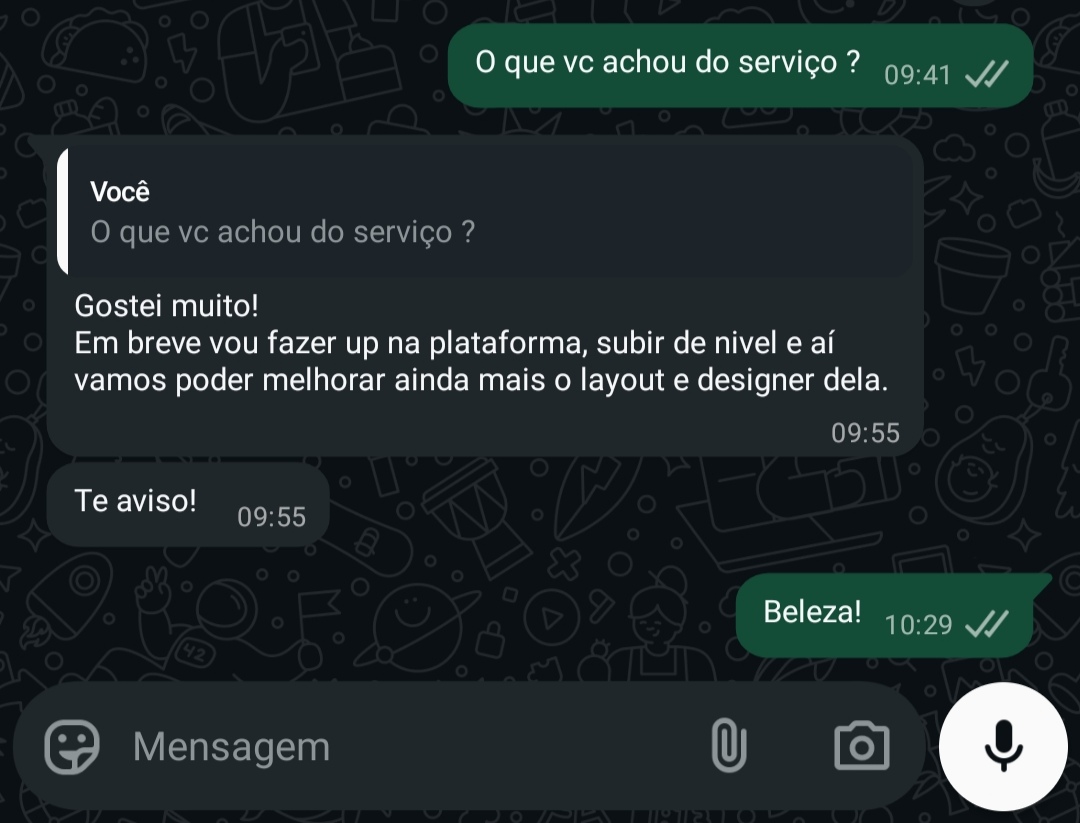 O que vc achou do serviço ? 09:41
Você
O que vc achou do serviço ?
Gostei muito!
Em breve vou fazer up na plataforma, subir de nivel e aí
vamos poder melhorar ainda mais o layout e designer dela.
09:55
Te aviso! 09:55
Beleza! 10:29
42
Mensagem